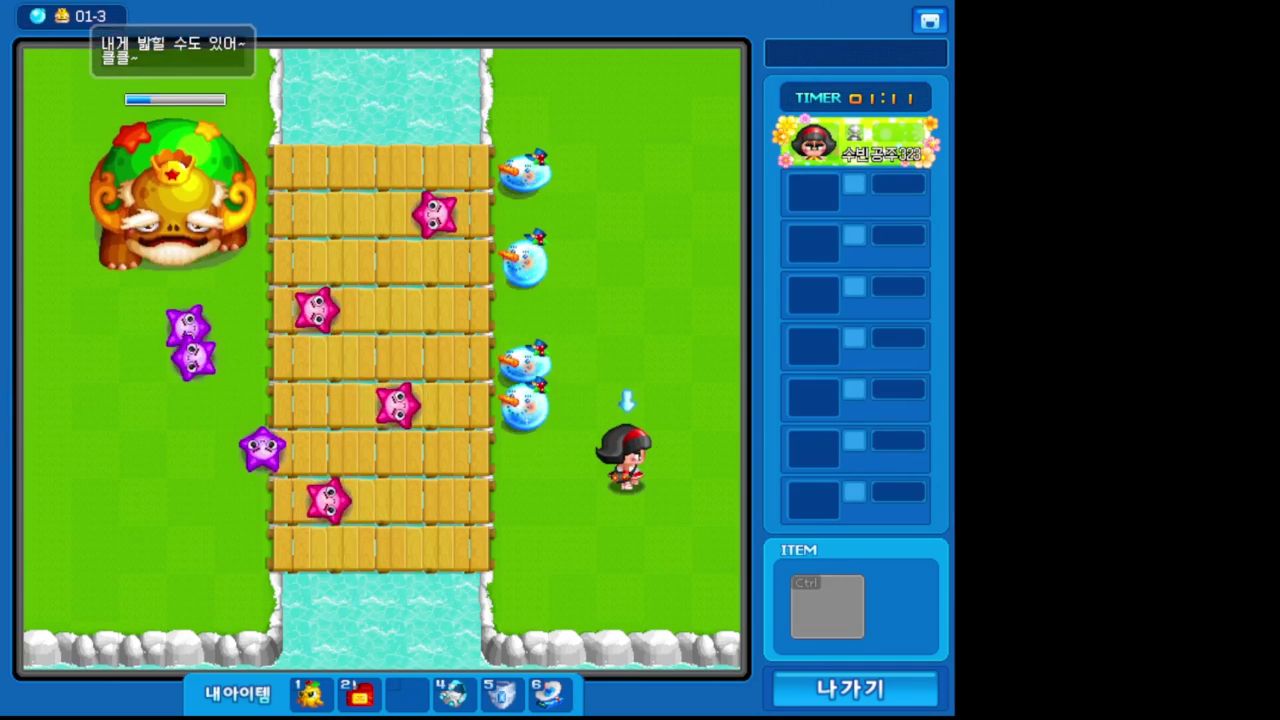 01-3
내게 밟힐 수도 있어~
클클~
TIMER 01:11
수빈공주323
ITEM
Ctrl
내아이템 1 2 4 5 6
나가기